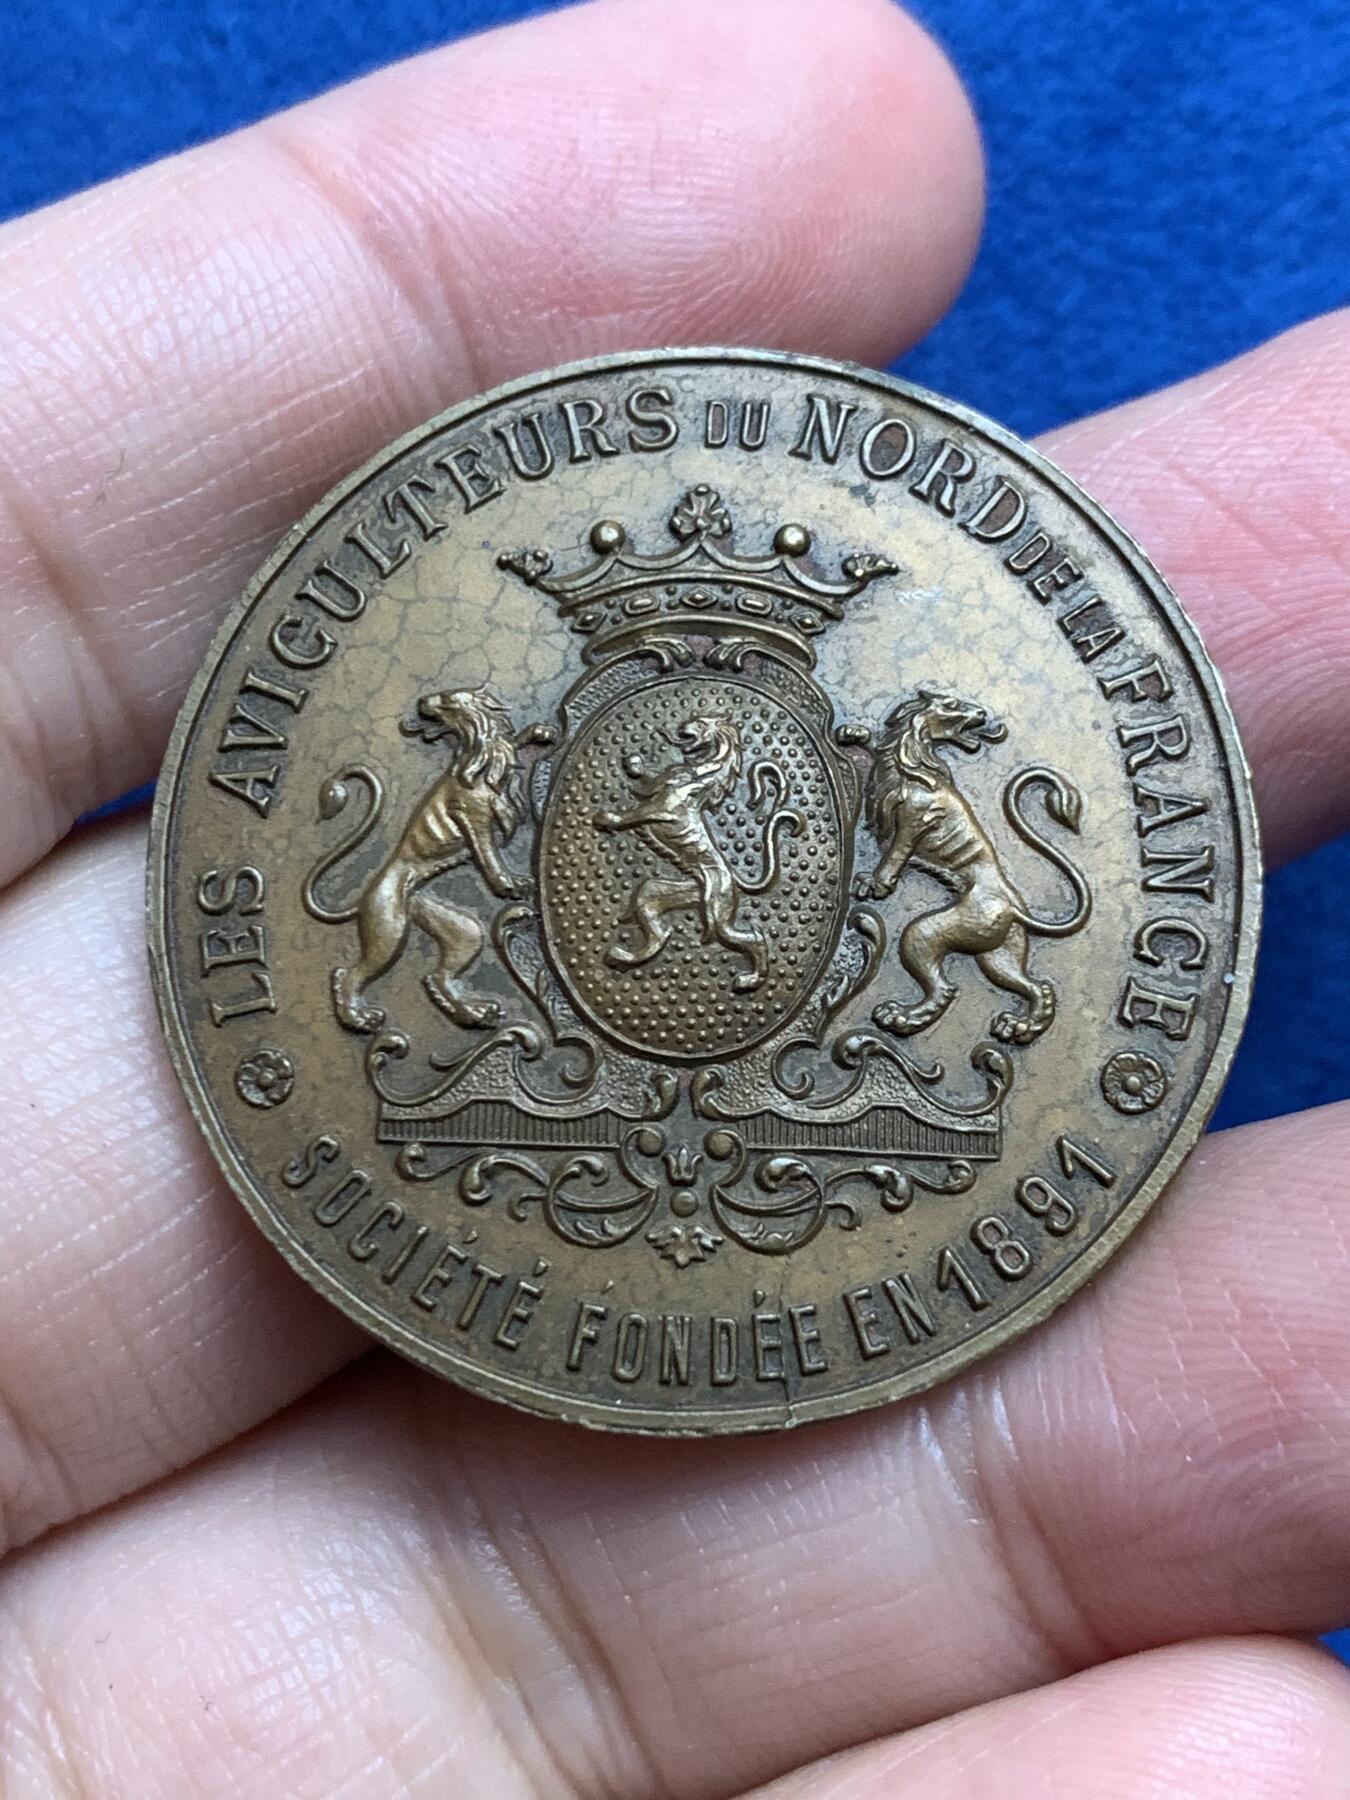 LES AVICULTEURS DU NORD DE LA FRANCE
SOCIÉTÉ FONDÉE EN 1891